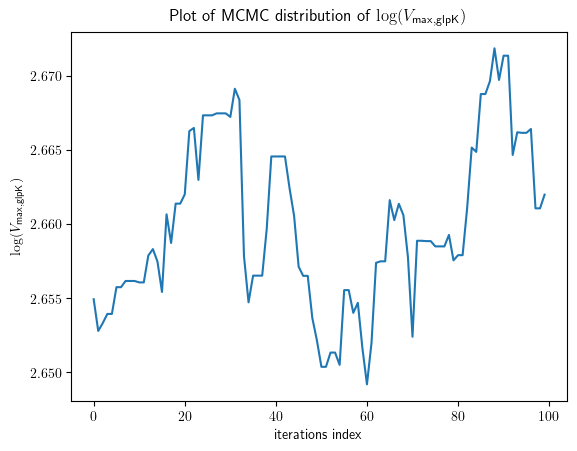 Plot of MCMC distribution of log(V_max,glpK)
log(V_max,glpK)
2.670
2.665
2.660
2.655
2.650
0 20 40 60 80 100
iterations index